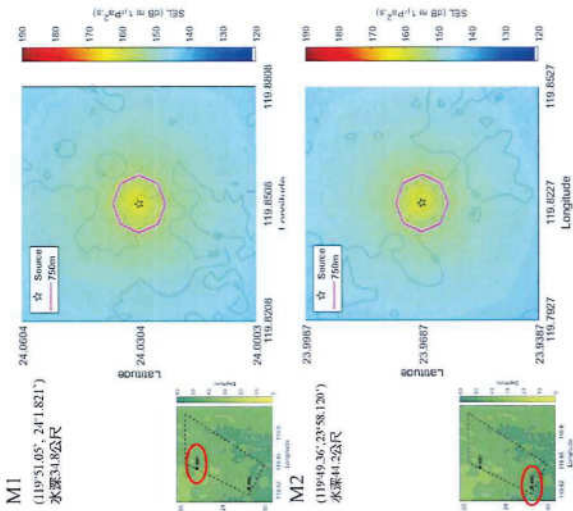 M1
(119°51.05', 24°1.821')
水深34.8公尺
24.0604
24.0304
24.0003
Latitude
119.8208
119.8508
119.8808
Longitude
Source
750m
190
180
170
160
150
140
130
120
SEL (dB re 1 μPa².s)
M2
(119°49.36', 23°58.120')
水深44.2公尺
23.9987
23.9687
23.9387
Latitude
119.7927
119.8227
119.8527
Longitude
Source
750m
190
180
170
160
150
140
130
120
SEL (dB re 1 μPa².s)